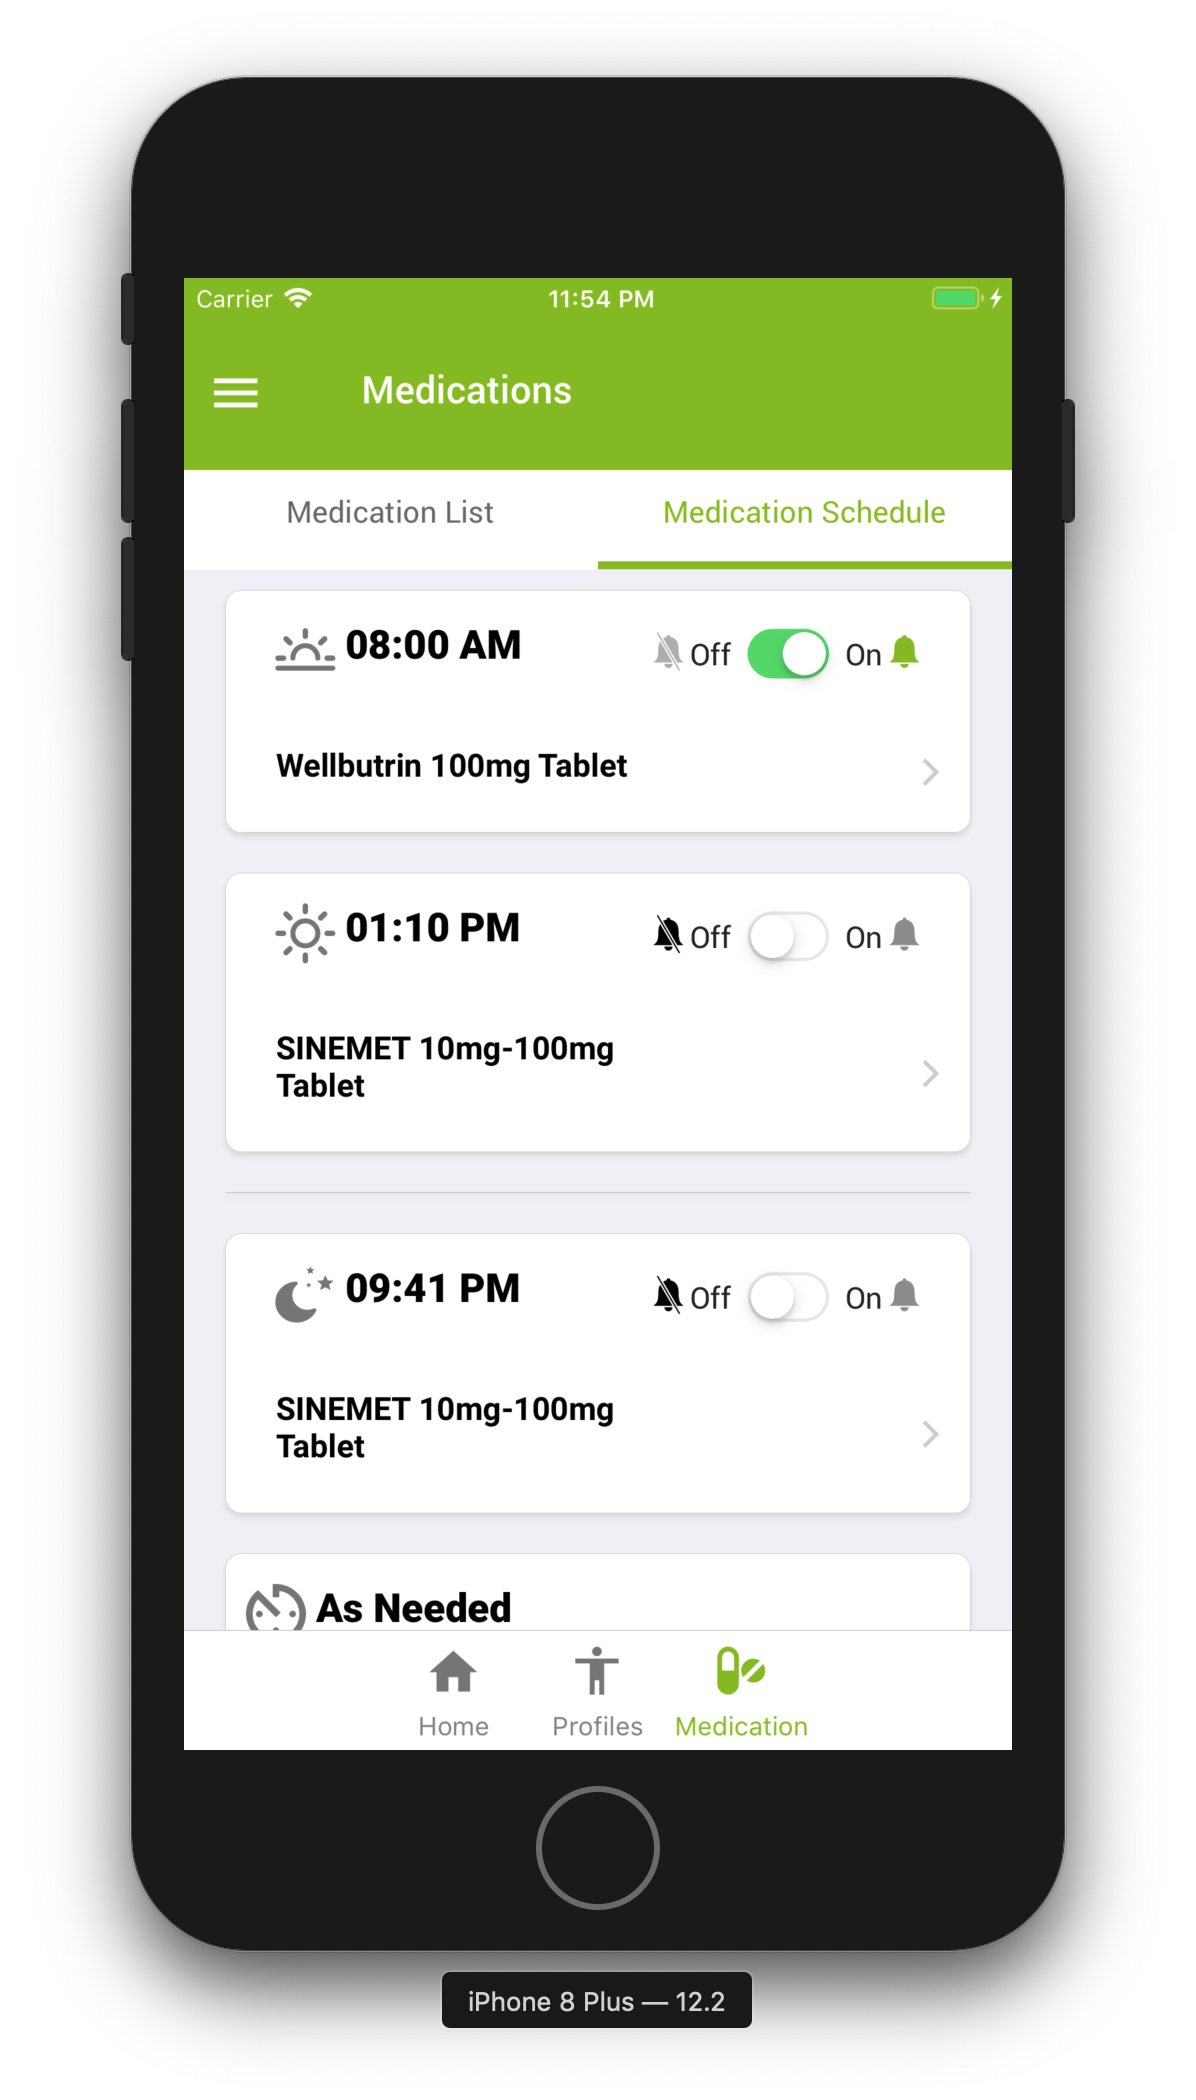 Carrier 11:54 PM
Medications
Medication List Medication Schedule
08:00 AM Off On
Wellbutrin 100mg Tablet
01:10 PM Off On
SINEMET 10mg-100mg
Tablet
09:41 PM Off On
SINEMET 10mg-100mg
Tablet
As Needed
Home Profiles Medication
iPhone 8 Plus — 12.2